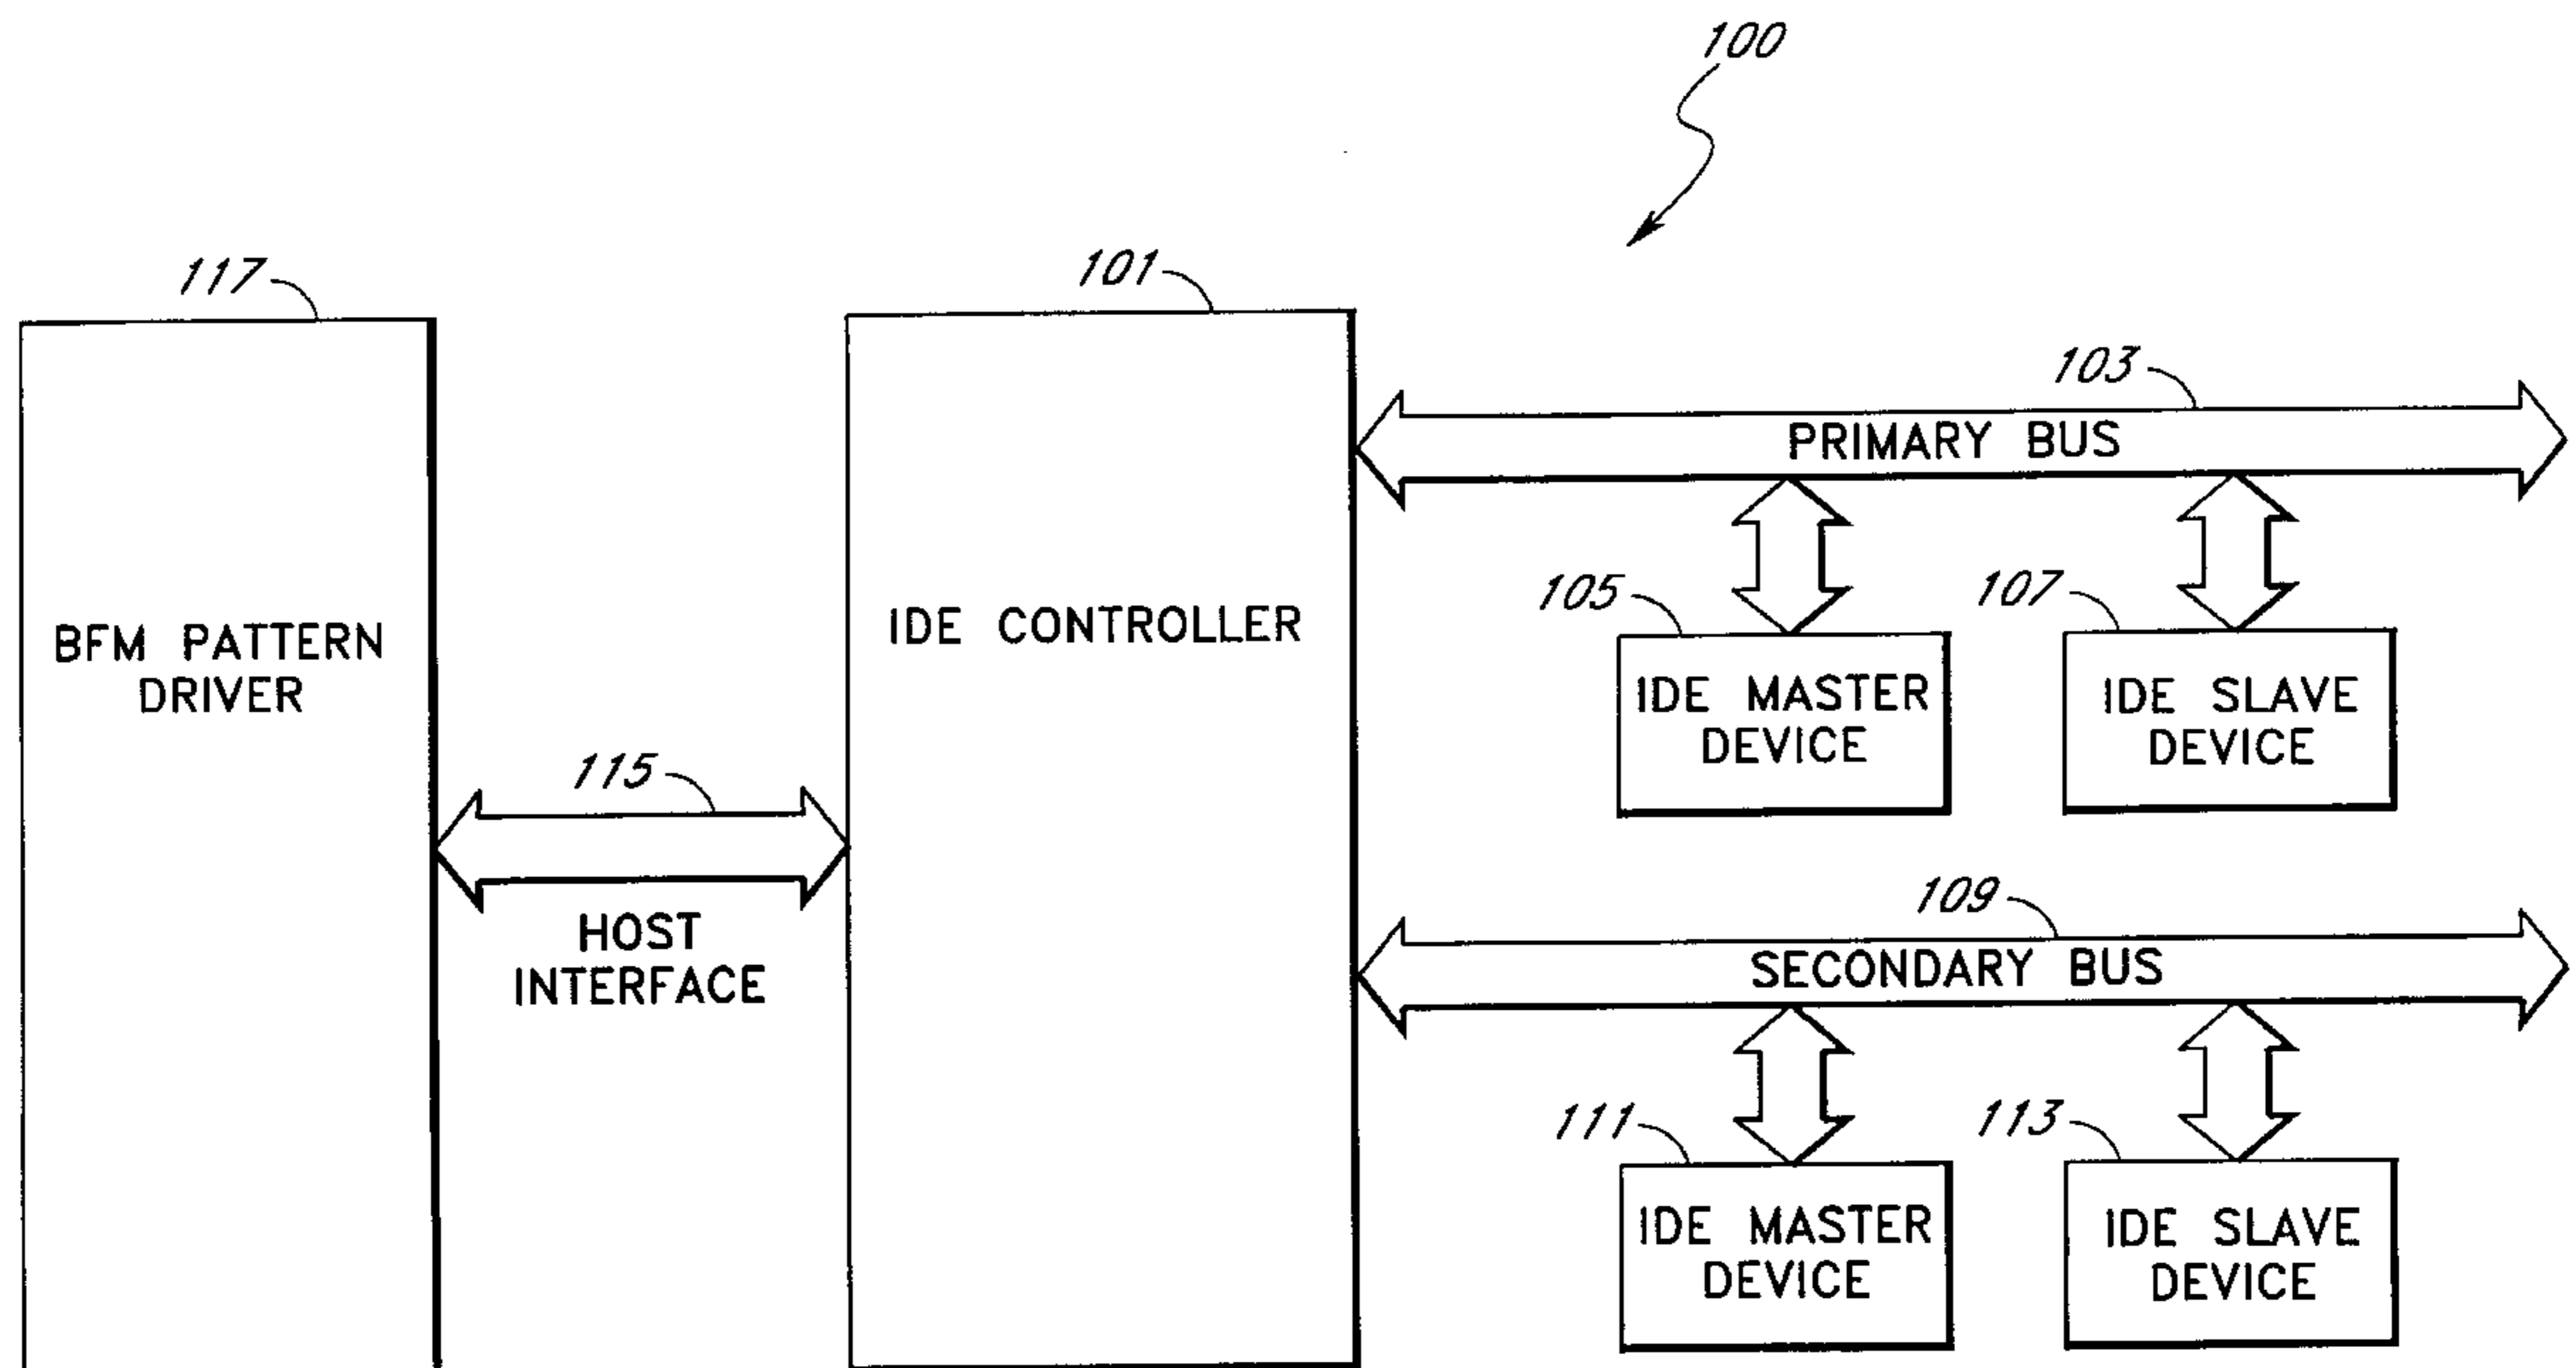 100
117
101
103
PRIMARY BUS
105
107
BFM PATTERN
DRIVER
IDE CONTROLLER
IDE MASTER
DEVICE
IDE SLAVE
DEVICE
115
HOST
INTERFACE
109
SECONDARY BUS
111
113
IDE MASTER
DEVICE
IDE SLAVE
DEVICE